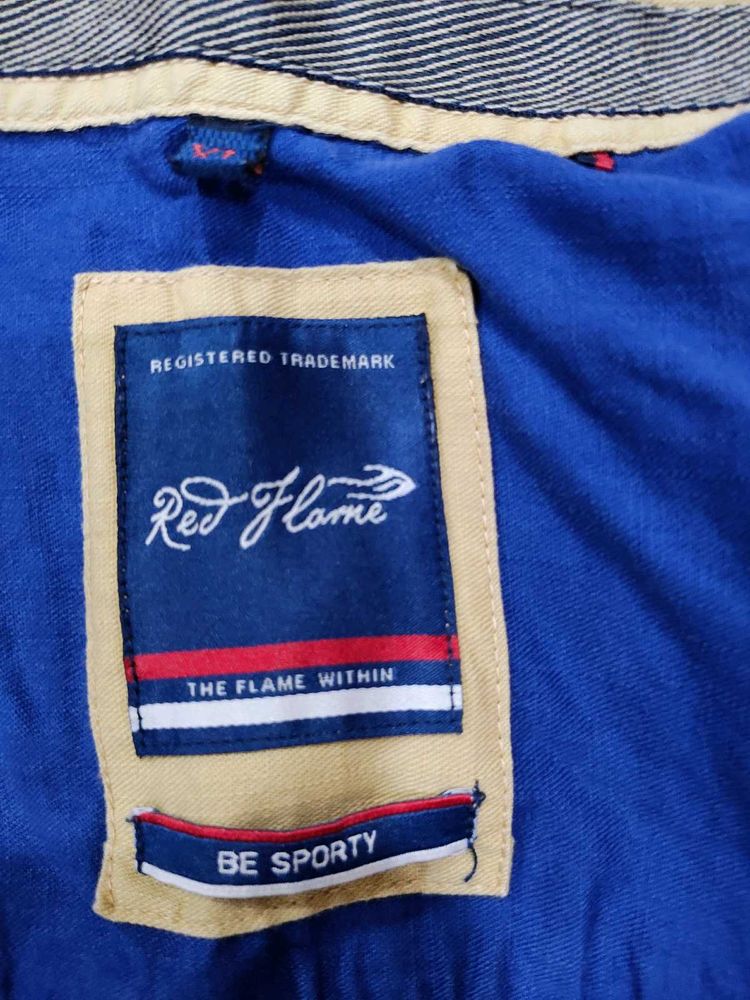 REGISTERED TRADEMARK
Red Flame
THE FLAME WITHIN
BE SPORTY